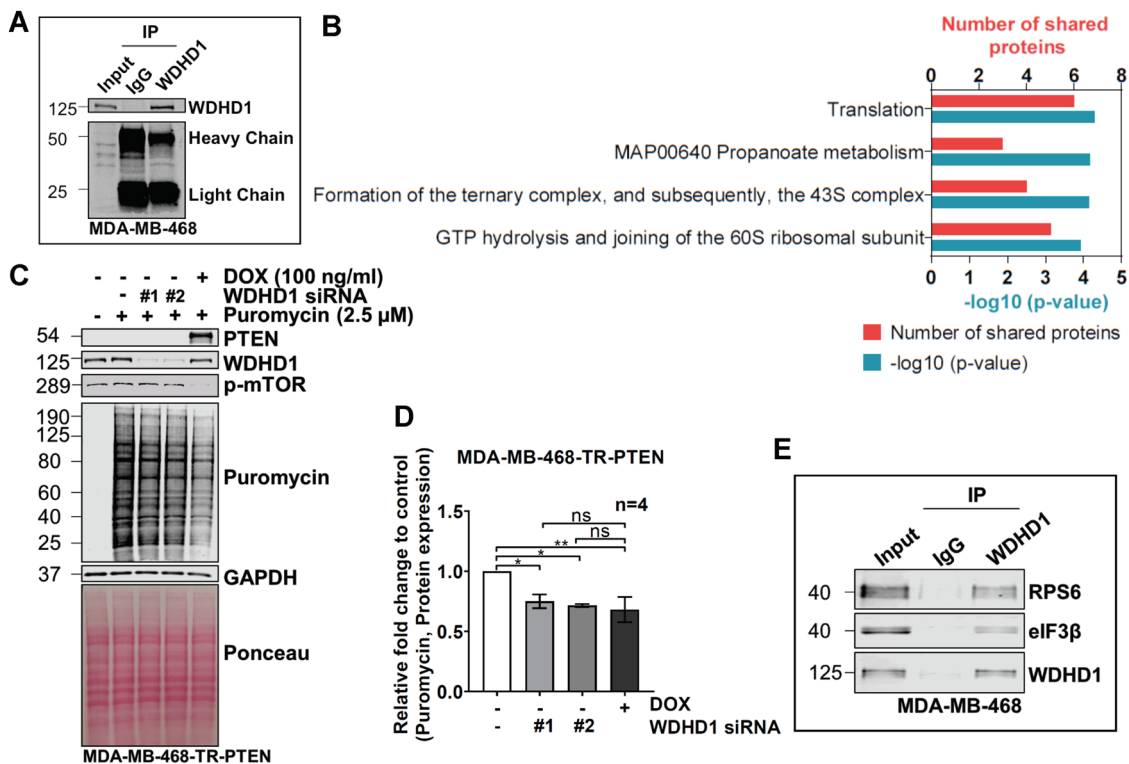 A
IP
Input
IgG
WDHD1
125
WDHD1
50
Heavy Chain
25
Light Chain
MDA-MB-468
B
Number of shared
proteins
0 2 4 6 8
Translation
MAP00640 Propanoate metabolism
Formation of the ternary complex, and subsequently, the 43S complex
GTP hydrolysis and joining of the 60S ribosomal subunit
0 1 2 3 4 5
-log10 (p-value)
Number of shared proteins
-log10 (p-value)
C
- - - - + DOX (100 ng/ml)
- #1 #2 WDHD1 siRNA
- + + + + Puromycin (2.5 µM)
54 PTEN
125 WDHD1
289 p-mTOR
190
125
80
Puromycin
60
40
25
37 GAPDH
Ponceau
MDA-MB-468-TR-PTEN
D
MDA-MB-468-TR-PTEN
Relative fold change to control
(Puromycin, Protein expression)
n=4
ns
ns
**
*
*
1.5
1.0
0.5
0.0
- - - + DOX
- #1 #2 WDHD1 siRNA
E
IP
Input
IgG
WDHD1
40 RPS6
40 eIF3β
125 WDHD1
MDA-MB-468